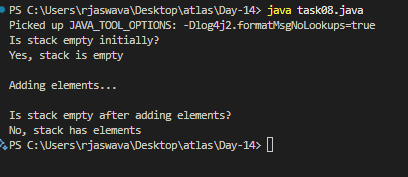 PS C:\Users\rjaswava\Desktop\atlas\Day-14> java task08.java
Picked up JAVA_TOOL_OPTIONS: -Dlog4j2.formatMsgNoLookups=true
Is stack empty initially?
Yes, stack is empty
Adding elements...
Is stack empty after adding elements?
No, stack has elements
PS C:\Users\rjaswava\Desktop\atlas\Day-14>